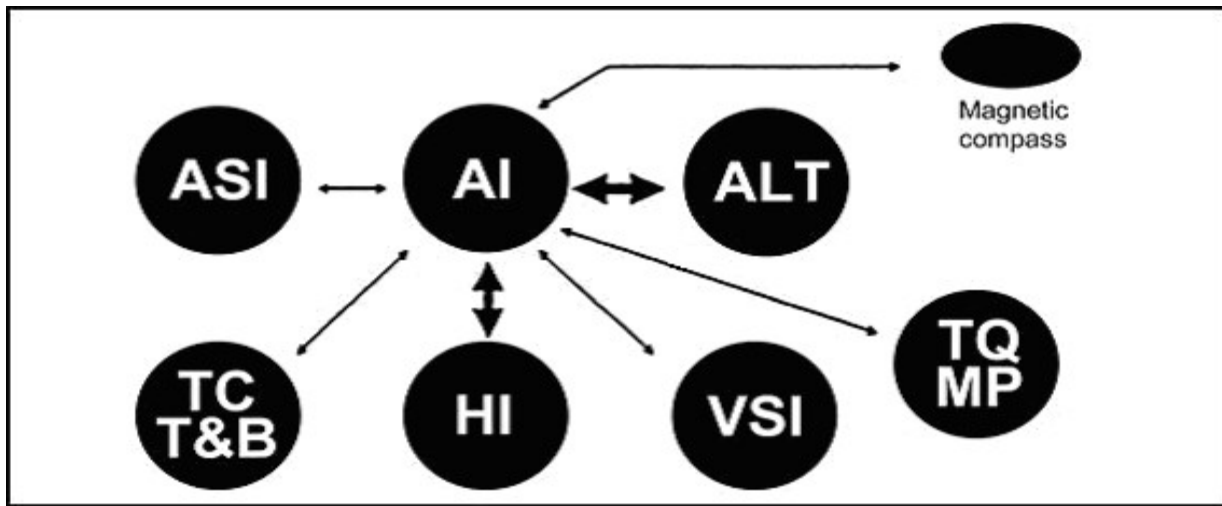 Magnetic
compass
ASI
AI
ALT
TC
T&B
HI
VSI
TQ
MP